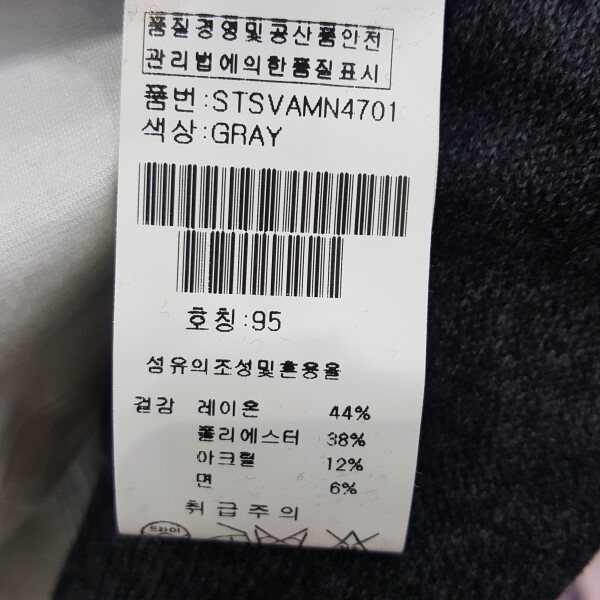 품질경영및공산품안전
관리법에의한품질표시
품번:STSVAMN4701
색상:GRAY
호칭:95
섬유의조성및혼용율
겉감 레이온 44%
폴리에스터 38%
아크릴 12%
면 6%
취급주의
드라이